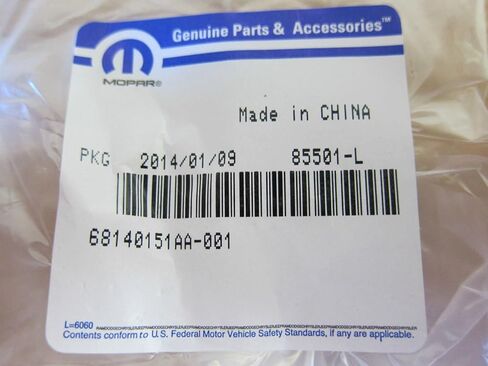 Genuine Parts & Accessories™
MOPAR®
Made in CHINA
PKG 2014/01/09 85501-L
68140151AA-001
L=6060
Contents conform to U.S. Federal Motor Vehicle Safety Standards, if any are applicable.